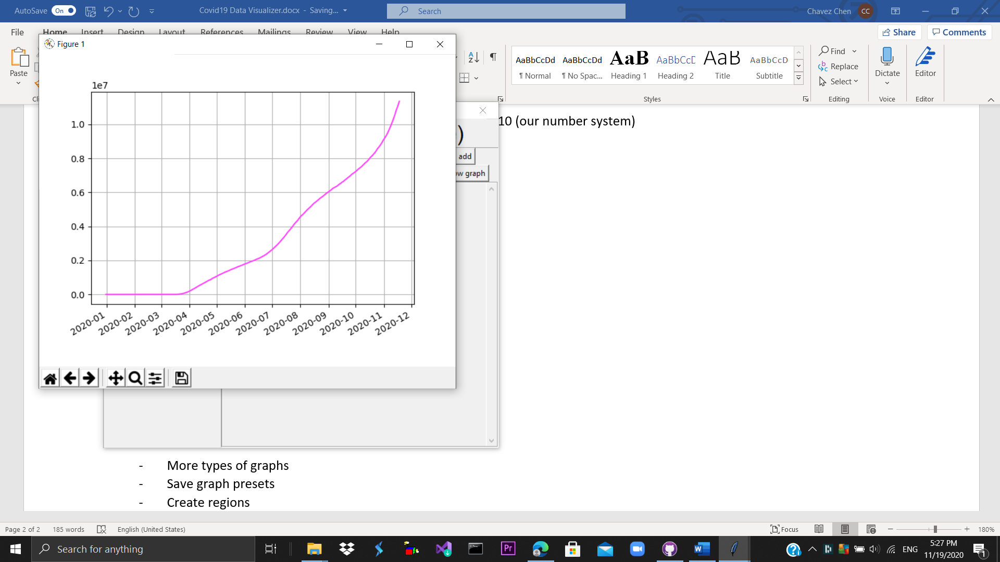 AutoSave On
Covid19 Data Visualizer.docx - Saving...
Search
Chavez Chen CC
File Home Insert Design Layout References Mailings Review View Help
Share Comments
Figure 1
Paste
AaBbCcDd AaBbCcDd AaB AaBbCcE AaB AaBbCcD
¶ Normal ¶ No Spac... Heading 1 Heading 2 Title Subtitle
Find
Replace
Select
Dictate
Editor
Styles Editing Voice Editor
10 (our number system)
)
add
ow graph
1e7
1.0
0.8
0.6
0.4
0.2
0.0
2020-01 2020-02 2020-03 2020-04 2020-05 2020-06 2020-07 2020-08 2020-09 2020-10 2020-11 2020-12
- More types of graphs
- Save graph presets
- Create regions
Page 2 of 2 185 words English (United States) Focus 180%
Search for anything
Pr
ENG
5:27 PM
11/19/2020
1